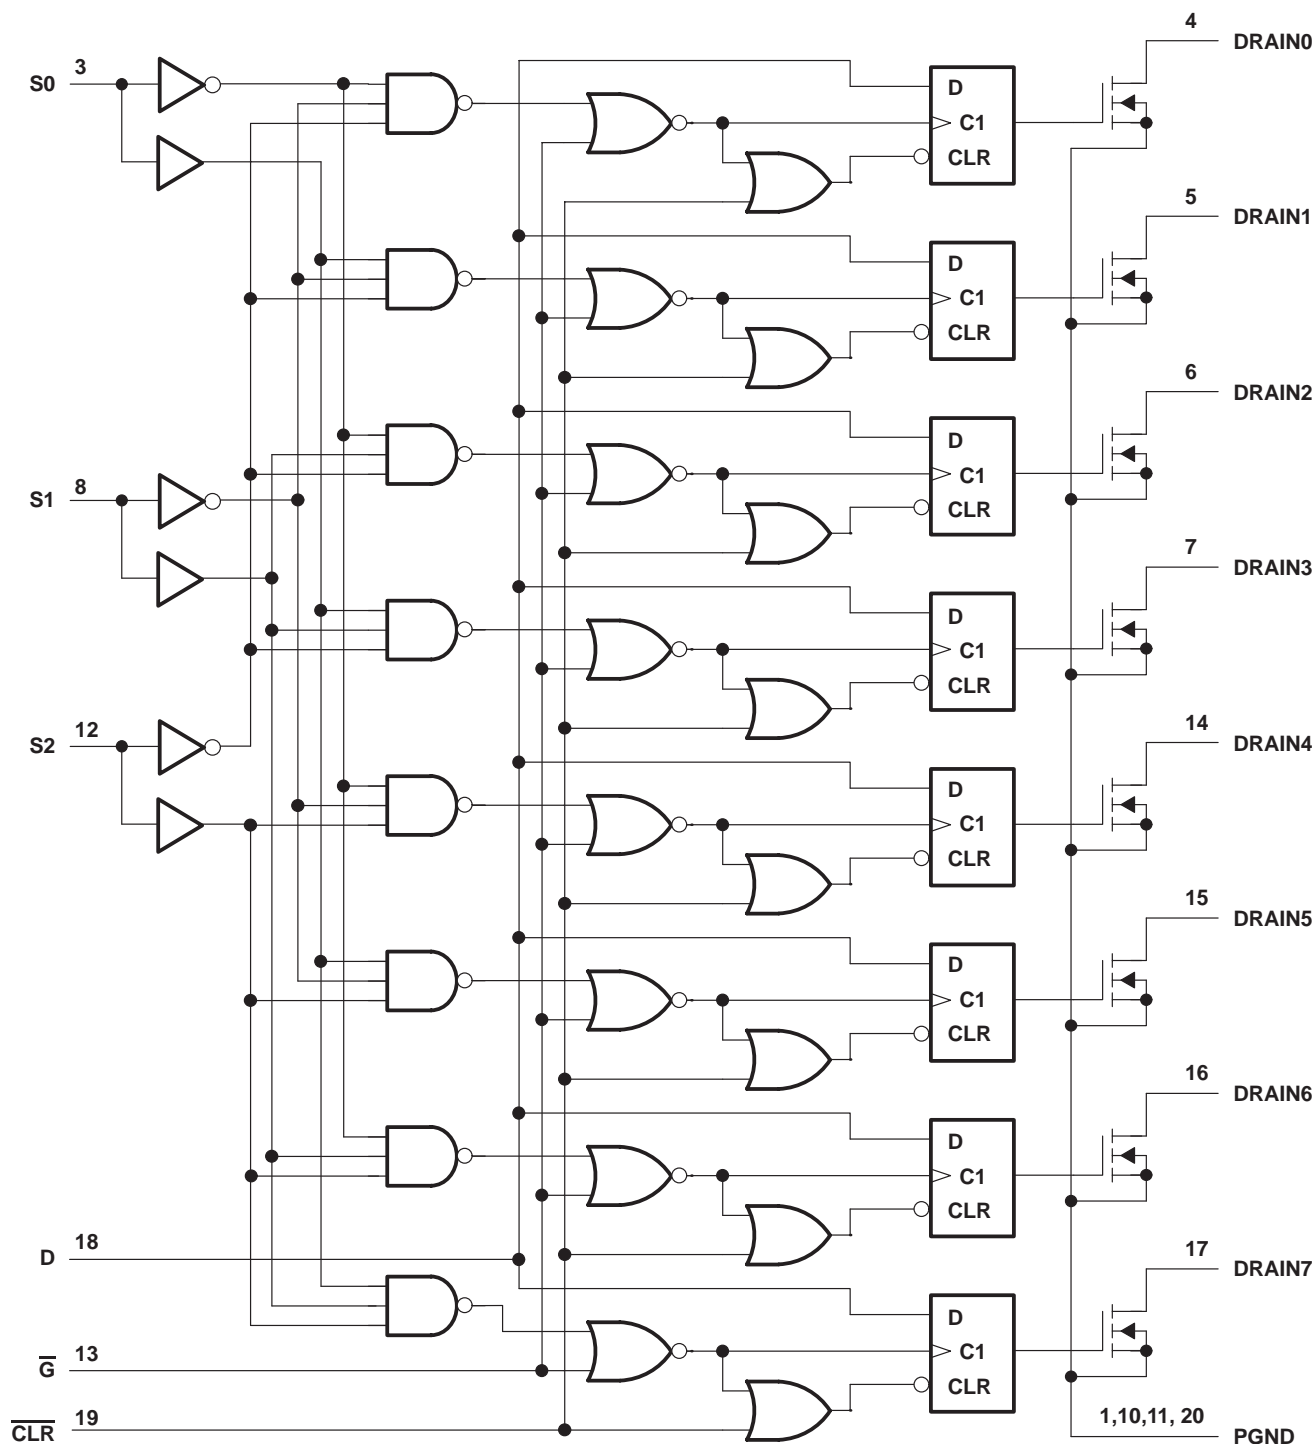 4
DRAIN0
S0 3
D
C1
CLR
5
DRAIN1
D
C1
CLR
6
DRAIN2
D
C1
CLR
S1 8
7
DRAIN3
D
C1
CLR
S2 12
14
DRAIN4
D
C1
CLR
15
DRAIN5
D
C1
CLR
16
DRAIN6
D
C1
CLR
D 18
17
DRAIN7
D
C1
CLR
G̅ 13
C̅L̅R̅ 19
1,10,11, 20
PGND